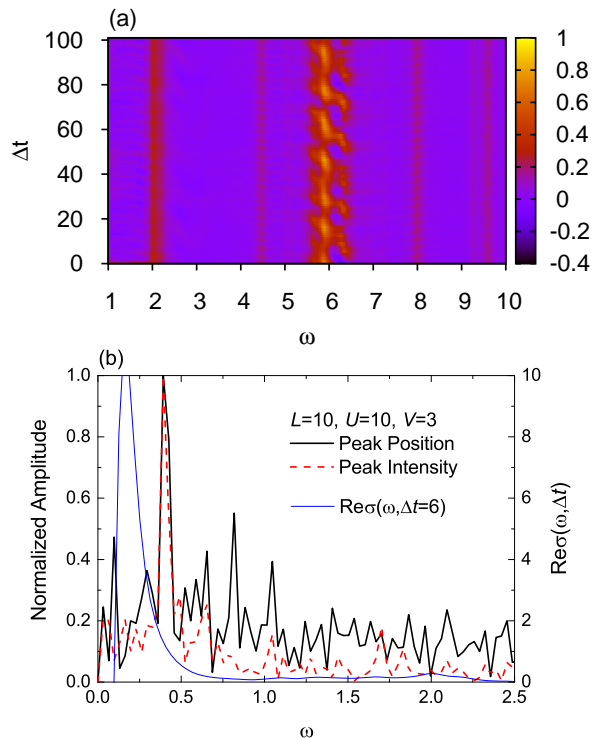 (a)
Δt
100
80
60
40
20
0
1 2 3 4 5 6 7 8 9 10
ω
1
0.8
0.6
0.4
0.2
0
-0.2
-0.4
(b)
Normalized Amplitude
1.0
0.8
0.6
0.4
0.2
0.0
L=10, U=10, V=3
Peak Position
Peak Intensity
Reσ(ω,Δt=6)
10
8
6
4
2
0
Reσ(ω,Δt)
0.0 0.5 1.0 1.5 2.0 2.5
ω